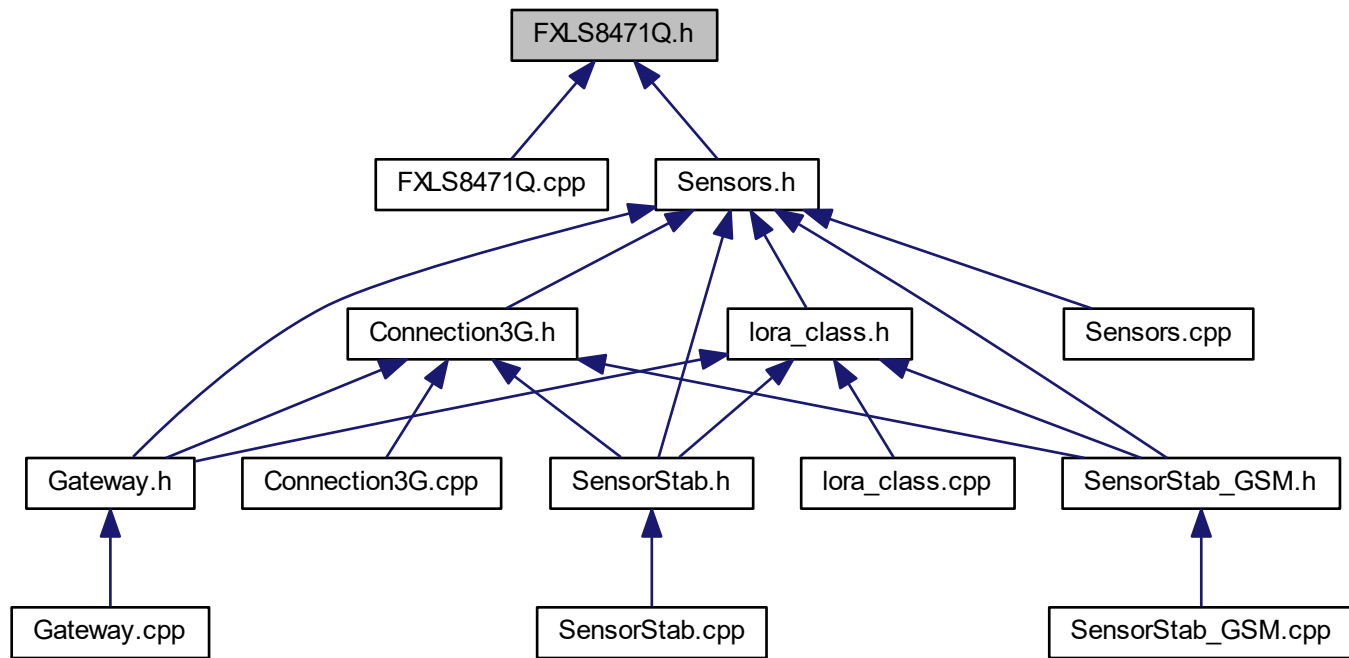 FXLS8471Q.h
FXLS8471Q.cpp
Sensors.h
Connection3G.h
lora_class.h
Sensors.cpp
Gateway.h
Connection3G.cpp
SensorStab.h
lora_class.cpp
SensorStab_GSM.h
Gateway.cpp
SensorStab.cpp
SensorStab_GSM.cpp